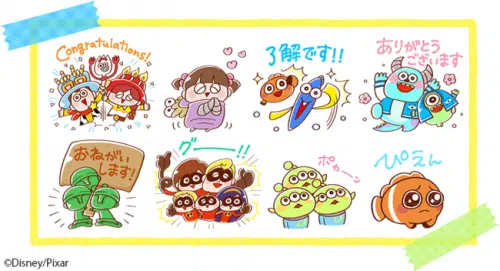 Congratulations!
了解です!!
ありがとう
ございます
おねがい
します!
グー!!
ポカーン
ぴえん
©Disney/Pixar